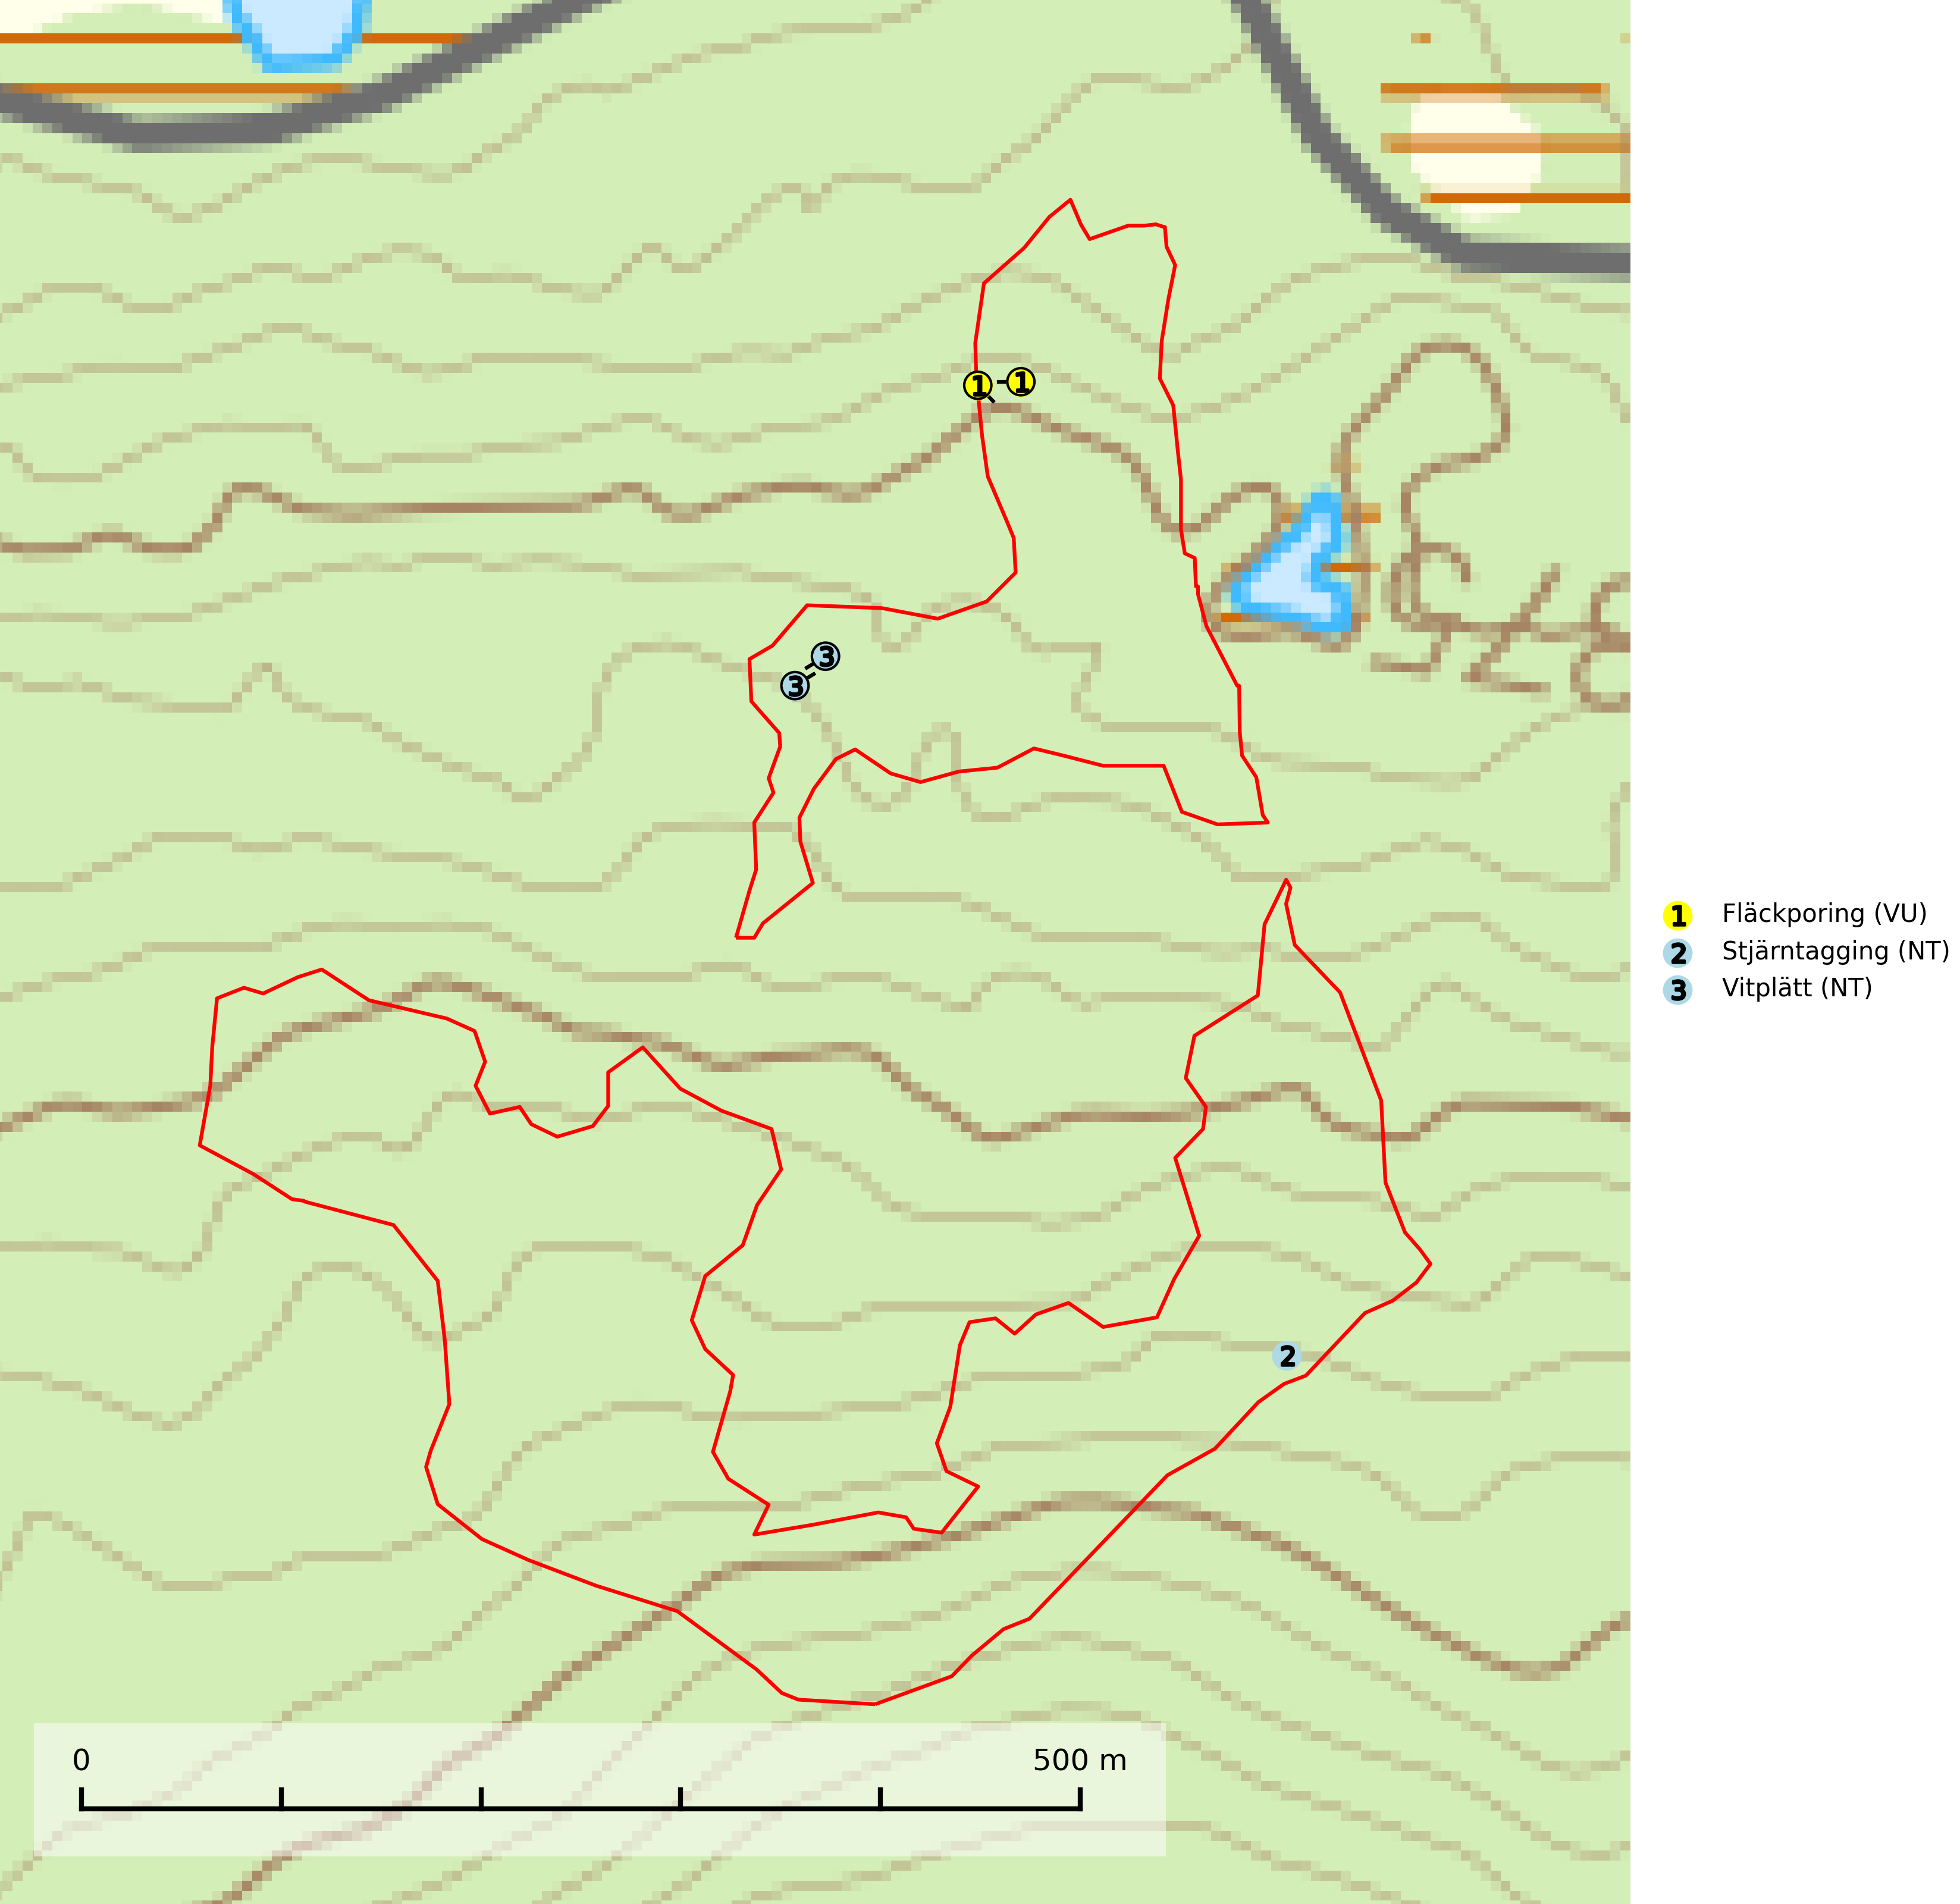 1 1
3
3
1 Fläckporing (VU)
2 Stjärntagging (NT)
3 Vitplätt (NT)
2
0 500 m